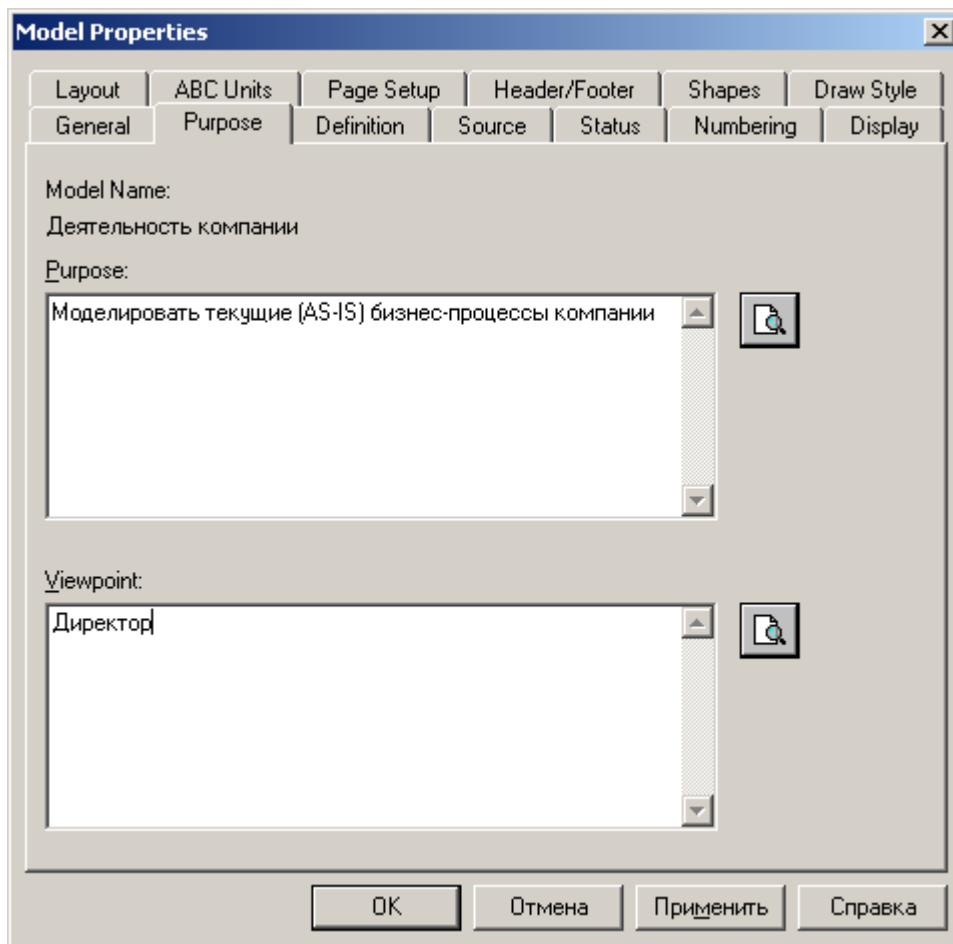 Model Properties
Layout ABC Units Page Setup Header/Footer Shapes Draw Style
General Purpose Definition Source Status Numbering Display
Model Name:
Деятельность компании
Purpose:
Моделировать текущие (AS-IS) бизнес-процессы компании
Viewpoint:
Директор
OK Отмена Применить Справка